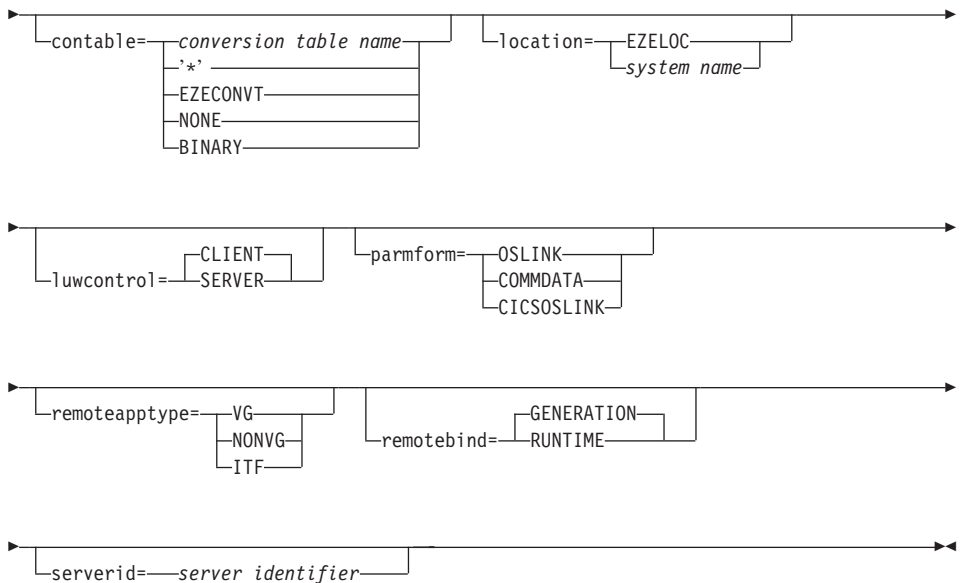 contable= conversion table name location= EZELOC
'*' system name
EZECONVT
NONE
BINARY
CLIENT parmform= OSLINK
luwcontrol= SERVER COMMDATA
CICSOSLINK
remoteapptype= VG GENERATION
NONVG remotebind= RUNTIME
ITF
serverid= server identifier